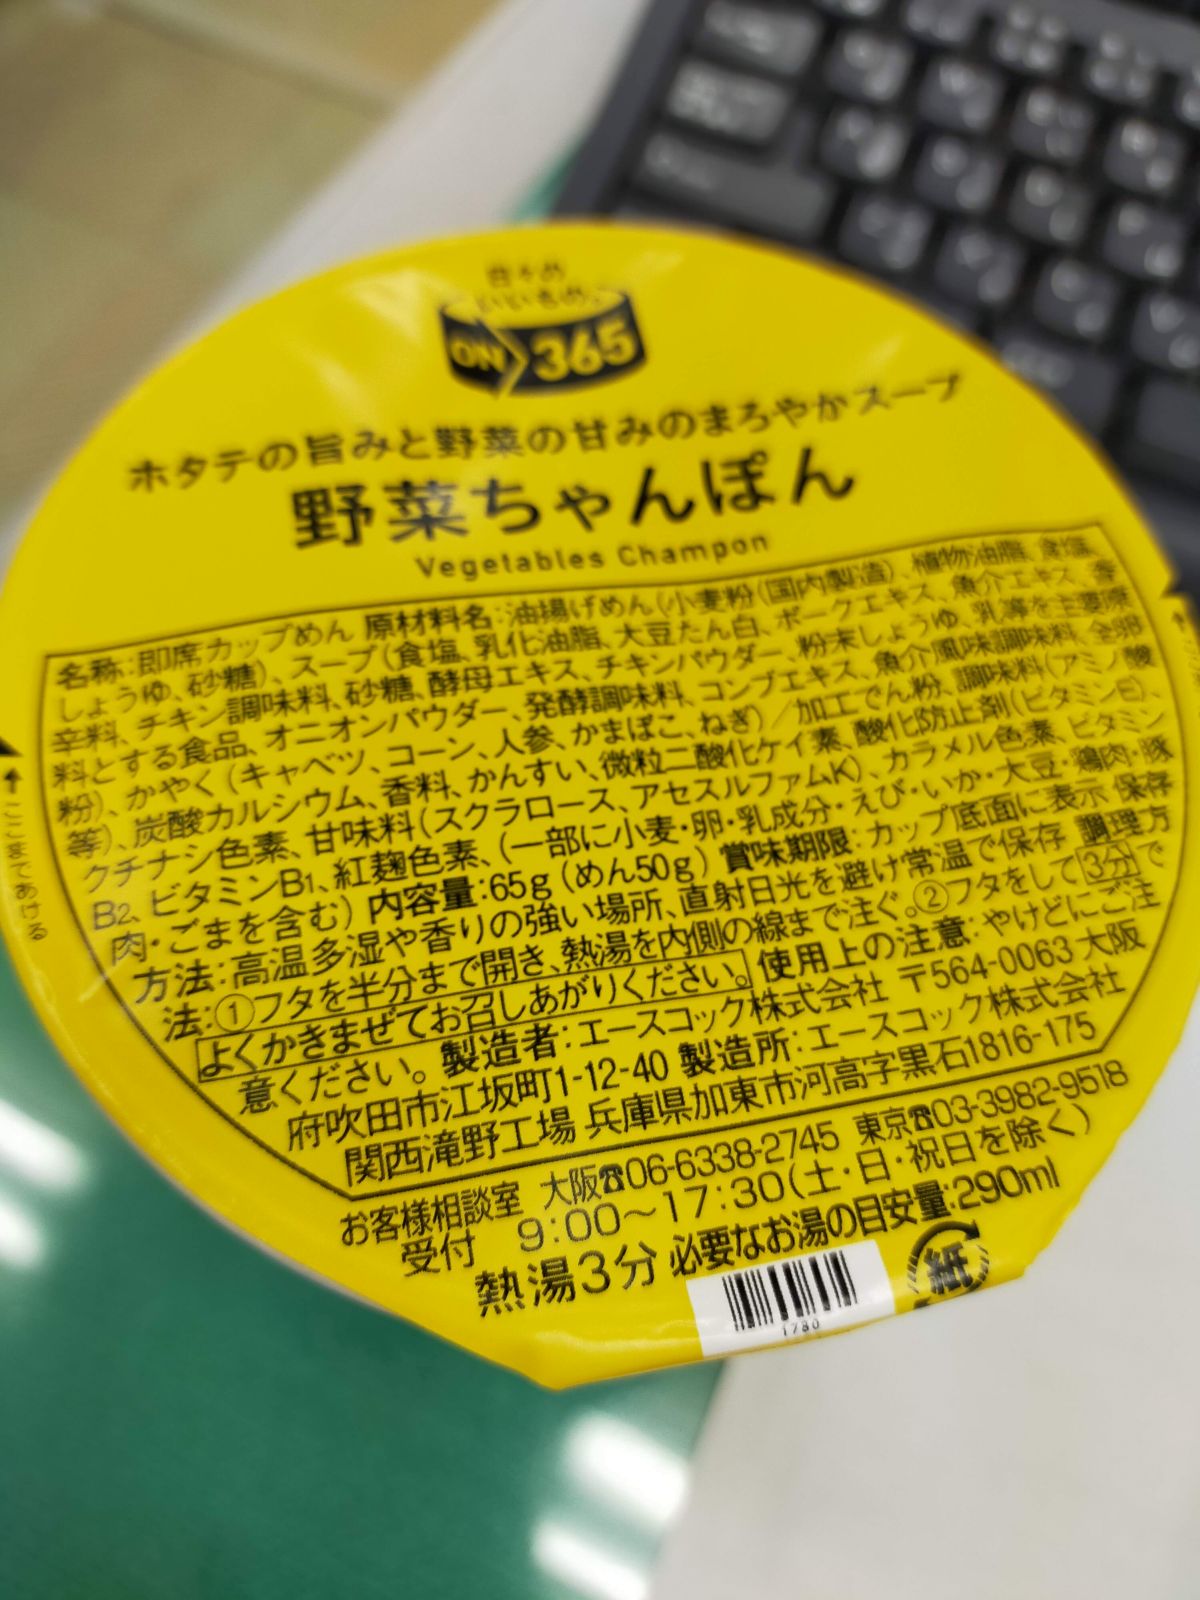 日々の
いいもの。
ON 365
ホタテの旨みと野菜の甘みのまろやかスープ
野菜ちゃんぽん
Vegetables Champon
名称:即席カップめん 原材料名:油揚げめん(小麦粉(国内製造)、植物油脂、食塩、
しょうゆ、砂糖)、スープ(食塩、乳化油脂、大豆たん白、ポークエキス、魚介エキス、香
辛料、チキン調味料、砂糖、酵母エキス、チキンパウダー、粉末しょうゆ、乳等を主要原
料とする食品、オニオンパウダー、発酵調味料、コンブエキス、魚介風味調味料、全卵
粉)、かやく(キャベツ、コーン、人参、かまぼこ、ねぎ)/加工でん粉、調味料(アミノ酸
等)、炭酸カルシウム、香料、かんすい、微粒二酸化ケイ素、酸化防止剤(ビタミンE)、
クチナシ色素、甘味料(スクラロース、アセスルファムK)、カラメル色素、ビタミン
B2、ビタミンB1、紅麹色素、(一部に小麦・卵・乳成分・えび・いか・大豆・鶏肉・豚
肉・ごまを含む) 内容量:65g(めん50g) 賞味期限:カップ底面に表示 保存
方法:高温多湿や香りの強い場所、直射日光を避け常温で保存 調理方
法:①フタを半分まで開き、熱湯を内側の線まで注ぐ。②フタをして3分で
よくかきまぜてお召しあがりください。 使用上の注意:やけどにご注
意ください。 製造者:エースコック株式会社 〒564-0063 大阪
府吹田市江坂町1-12-40 製造所:エースコック株式会社
関西滝野工場 兵庫県加東市河高字黒石1816-175
お客様相談室 大阪☎06-6338-2745 東京☎03-3982-9518
受付 9:00～17:30(土・日・祝日を除く)
熱湯3分 必要なお湯の目安量:290ml
紙
1780
↑ここまであける